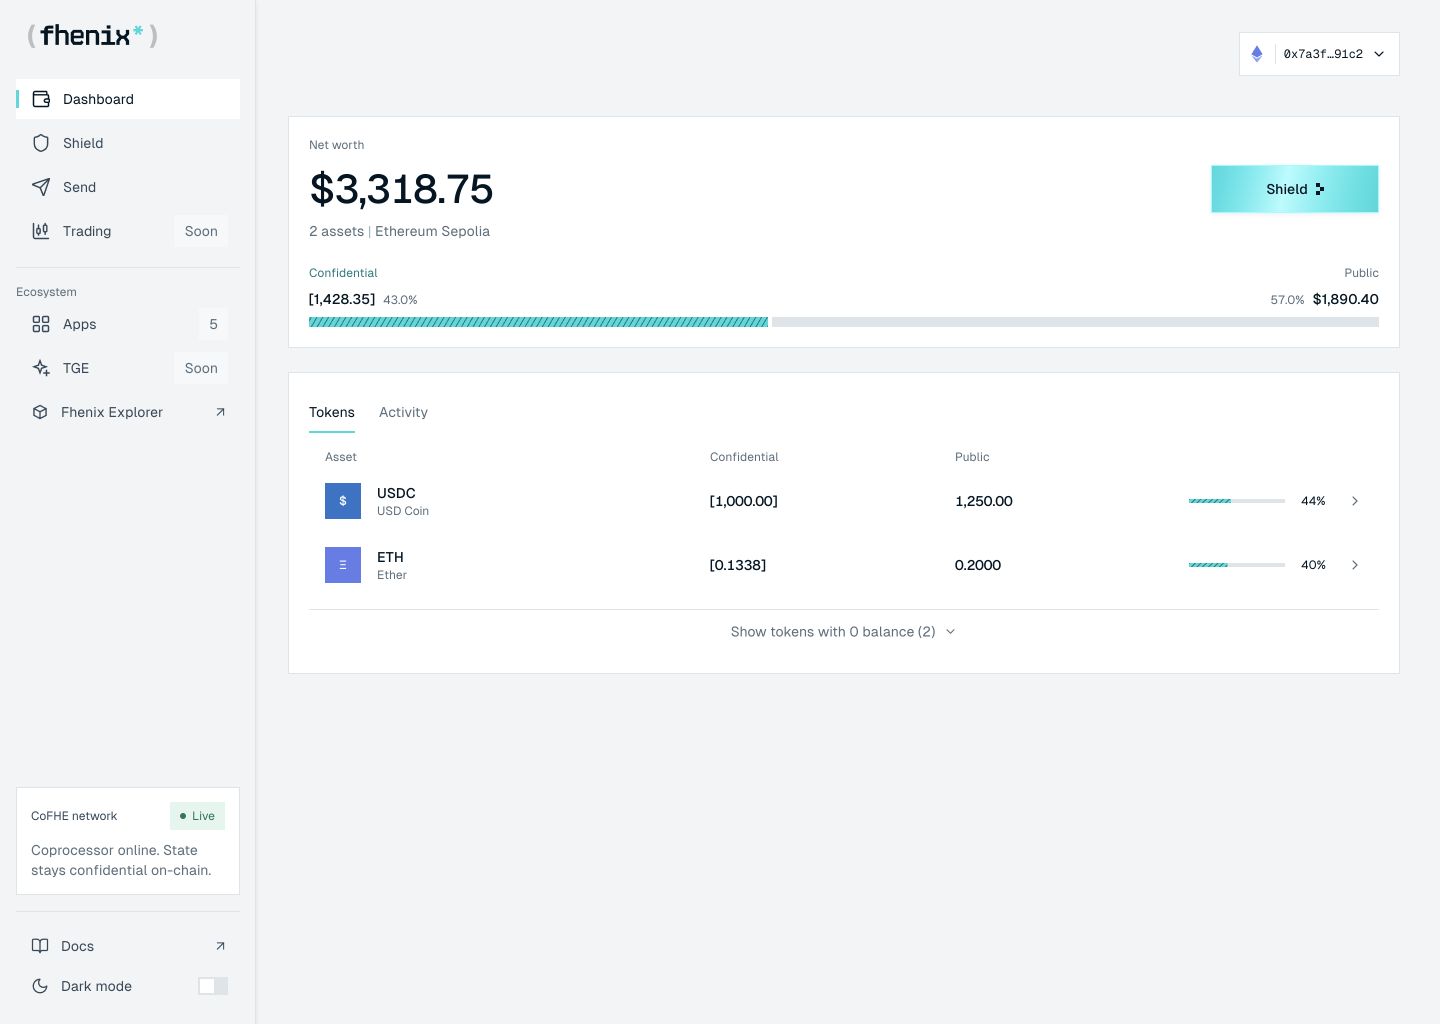 (fhenix*)
Dashboard
Shield
Send
Trading Soon
Ecosystem
Apps 5
TGE Soon
Fhenix Explorer
CoFHE network Live
Coprocessor online. State
stays confidential on-chain.
Docs
Dark mode
0x7a3f…91c2
Net worth
$3,318.75
2 assets | Ethereum Sepolia
Shield
Confidential Public
[1,428.35] 43.0% 57.0% $1,890.40
Tokens Activity
Asset Confidential Public
$ USDC [1,000.00] 1,250.00 44%
USD Coin
Ξ ETH [0.1338] 0.2000 40%
Ether
Show tokens with 0 balance (2)